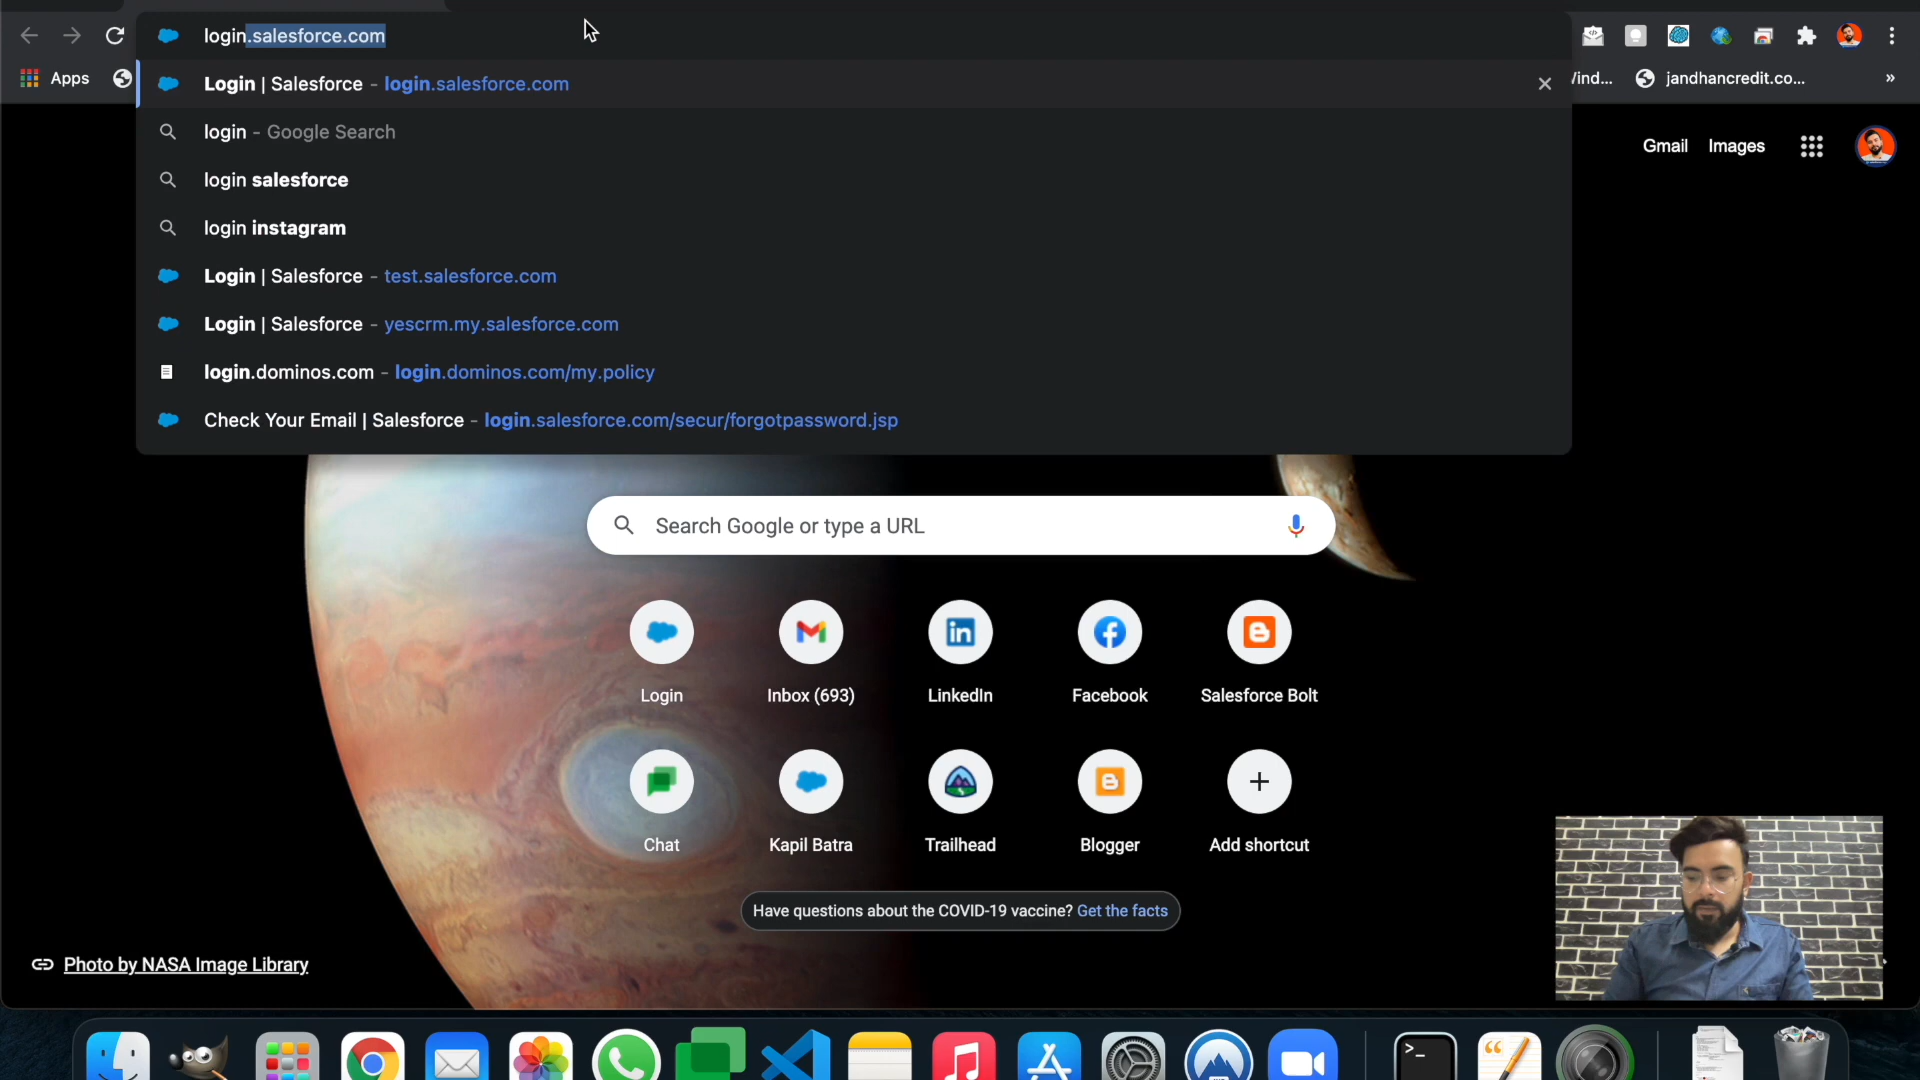 login.salesforce.com
Apps
Login | Salesforce - login.salesforce.com
/ind...
jandhancredit.co...
»
login - Google Search
login salesforce
login instagram
Login | Salesforce - test.salesforce.com
Login | Salesforce - yescrm.my.salesforce.com
login.dominos.com - login.dominos.com/my.policy
Check Your Email | Salesforce - login.salesforce.com/secur/forgotpassword.jsp
Gmail Images
Search Google or type a URL
Login
Inbox (693)
LinkedIn
Facebook
Salesforce Bolt
Chat
Kapil Batra
Trailhead
Blogger
Add shortcut
Have questions about the COVID-19 vaccine? Get the facts
Photo by NASA Image Library